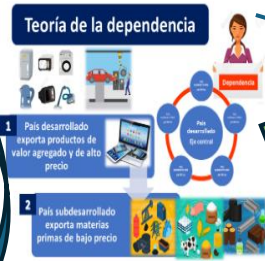 Teoría de la dependencia
Dependencia
1
País desarrollado
exporta productos de
valor agregado y de alto
precio
País
desarrollado
Eje central
2
País subdesarrollado
exporta materias
primas de bajo precio